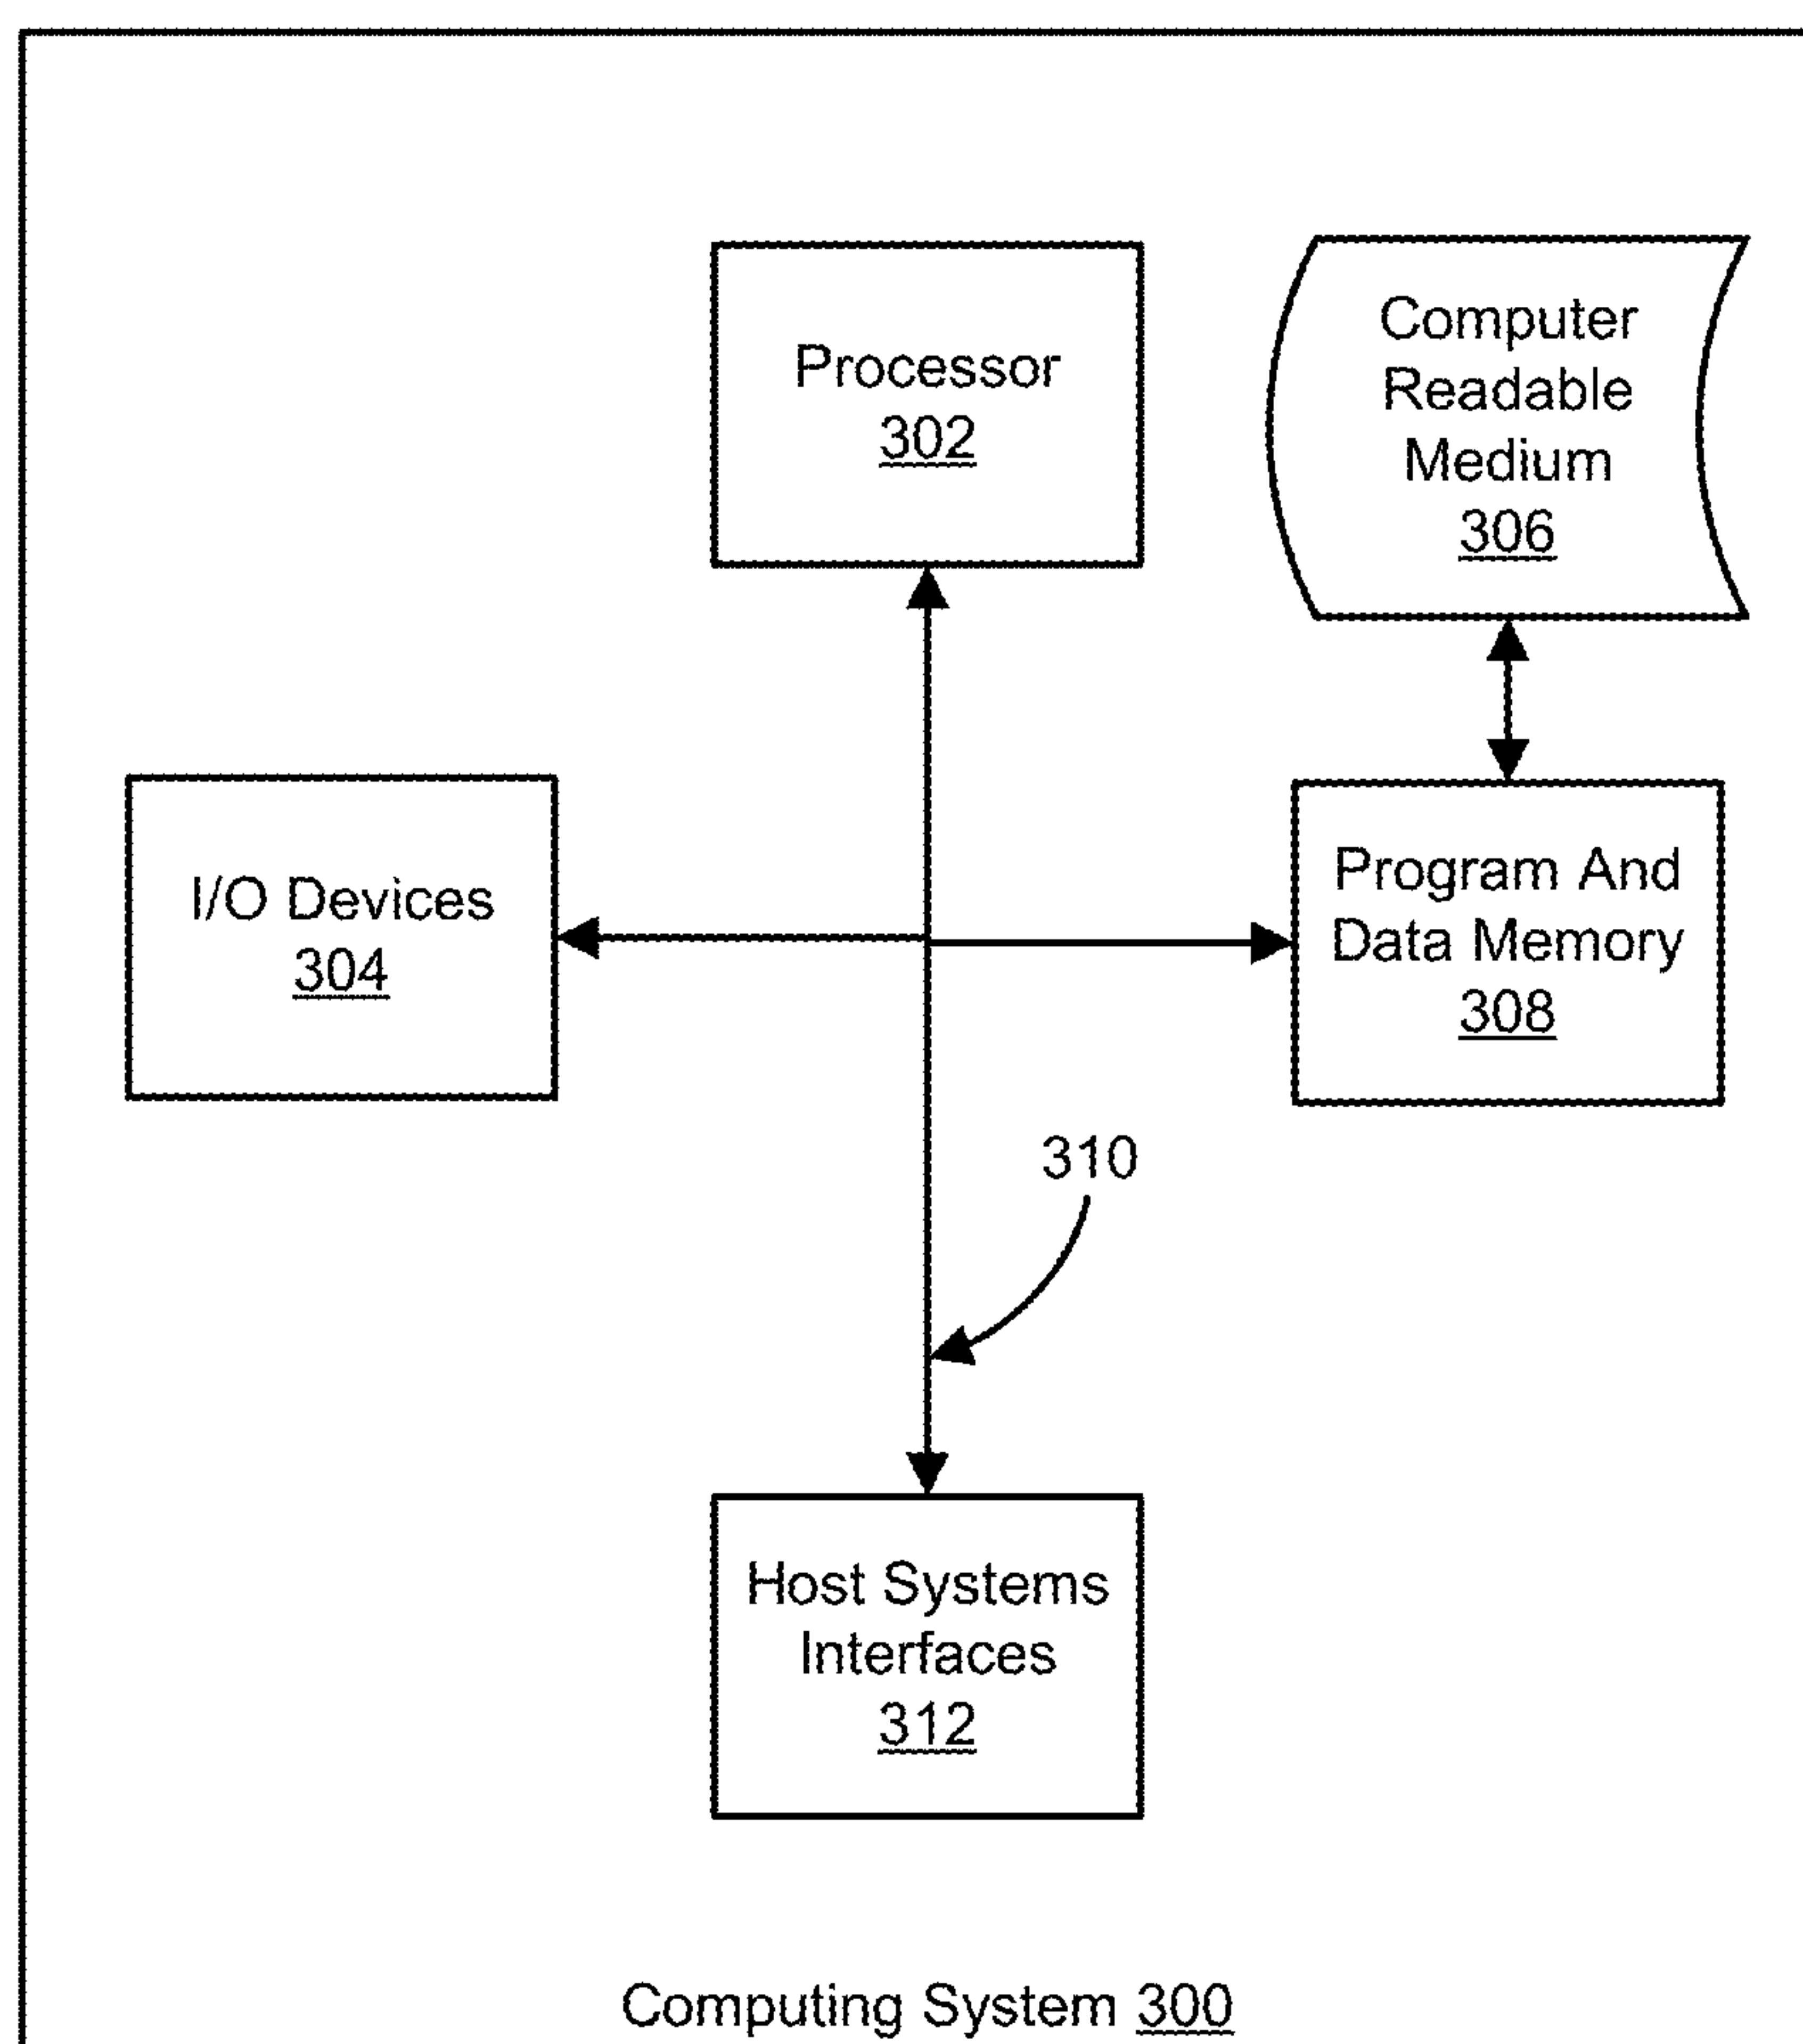 Processor
302
Computer
Readable
Medium
306
I/O Devices
304
Program And
Data Memory
308
310
Host Systems
Interfaces
312
Computing System 300